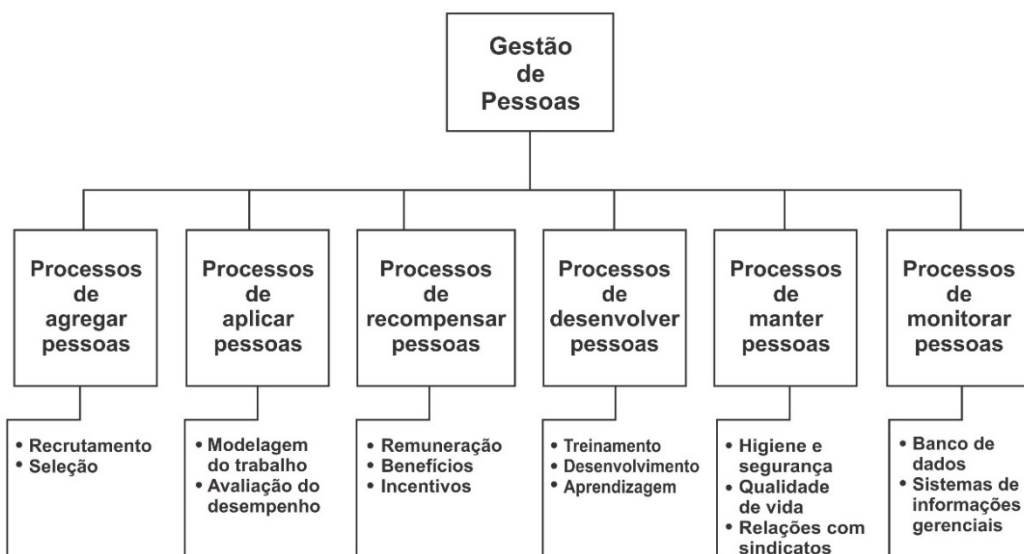 Gestão
de
Pessoas
Processos
de
agregar
pessoas
Processos
de
aplicar
pessoas
Processos
de
recompensar
pessoas
Processos
de
desenvolver
pessoas
Processos
de
manter
pessoas
Processos
de
monitorar
pessoas
• Recrutamento
• Seleção
• Modelagem
do trabalho
• Avaliação do
desempenho
• Remuneração
• Benefícios
• Incentivos
• Treinamento
• Desenvolvimento
• Aprendizagem
• Higiene e
segurança
• Qualidade
de vida
• Relações com
sindicatos
• Banco de
dados
• Sistemas de
informações
gerenciais